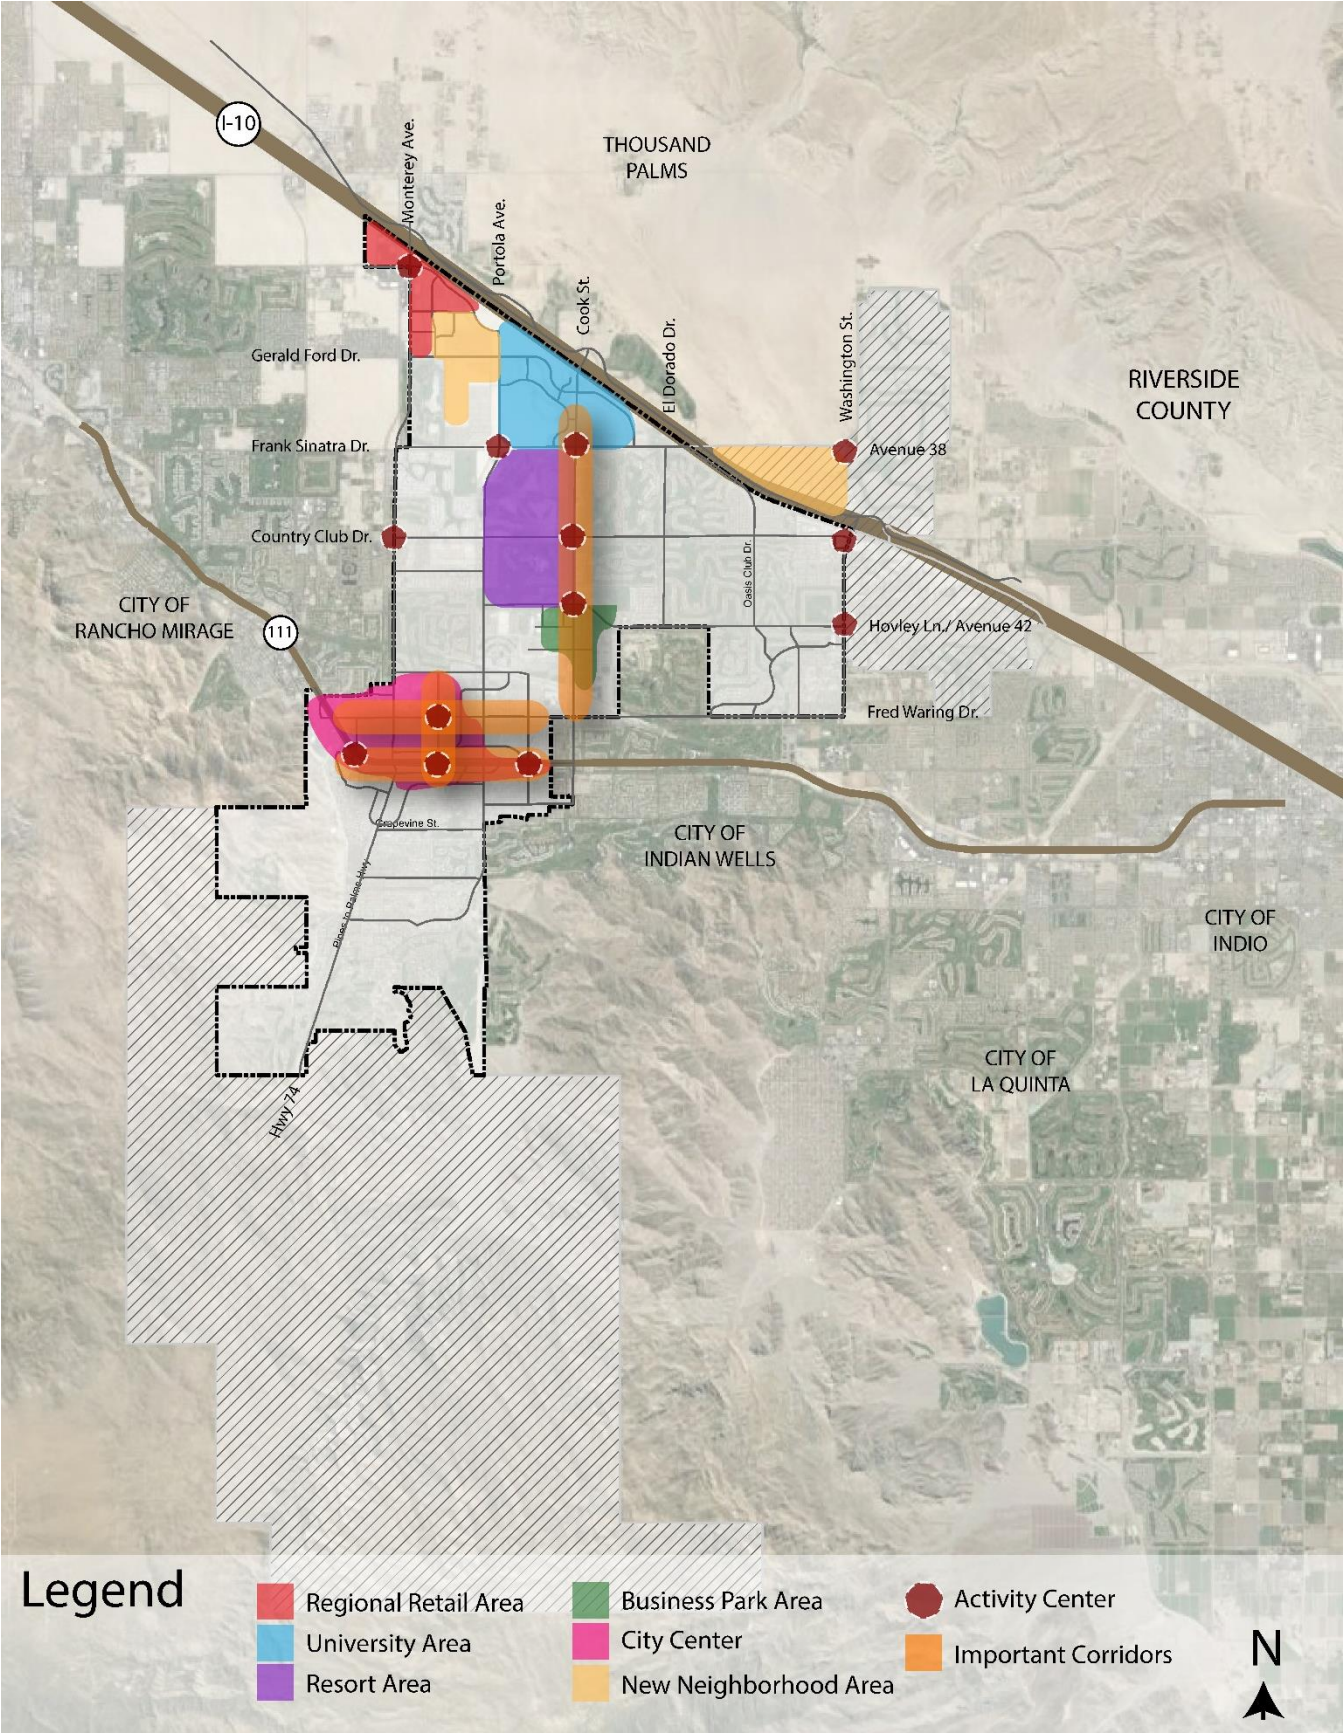 I-10
Monterey Ave.
THOUSAND
PALMS
Portola Ave.
Cook St.
El Dorado Dr.
Washington St.
Gerald Ford Dr.
RIVERSIDE
COUNTY
Frank Sinatra Dr.
Avenue 38
Country Club Dr.
Oasis Club Dr.
CITY OF
RANCHO MIRAGE
111
Hovley Ln./ Avenue 42
Fred Waring Dr.
Grapevine St.
CITY OF
INDIAN WELLS
Pines to Palms Hwy
CITY OF
INDIO
CITY OF
LA QUINTA
Hwy 74
Legend
Regional Retail Area
University Area
Resort Area
Business Park Area
City Center
New Neighborhood Area
Activity Center
Important Corridors
N